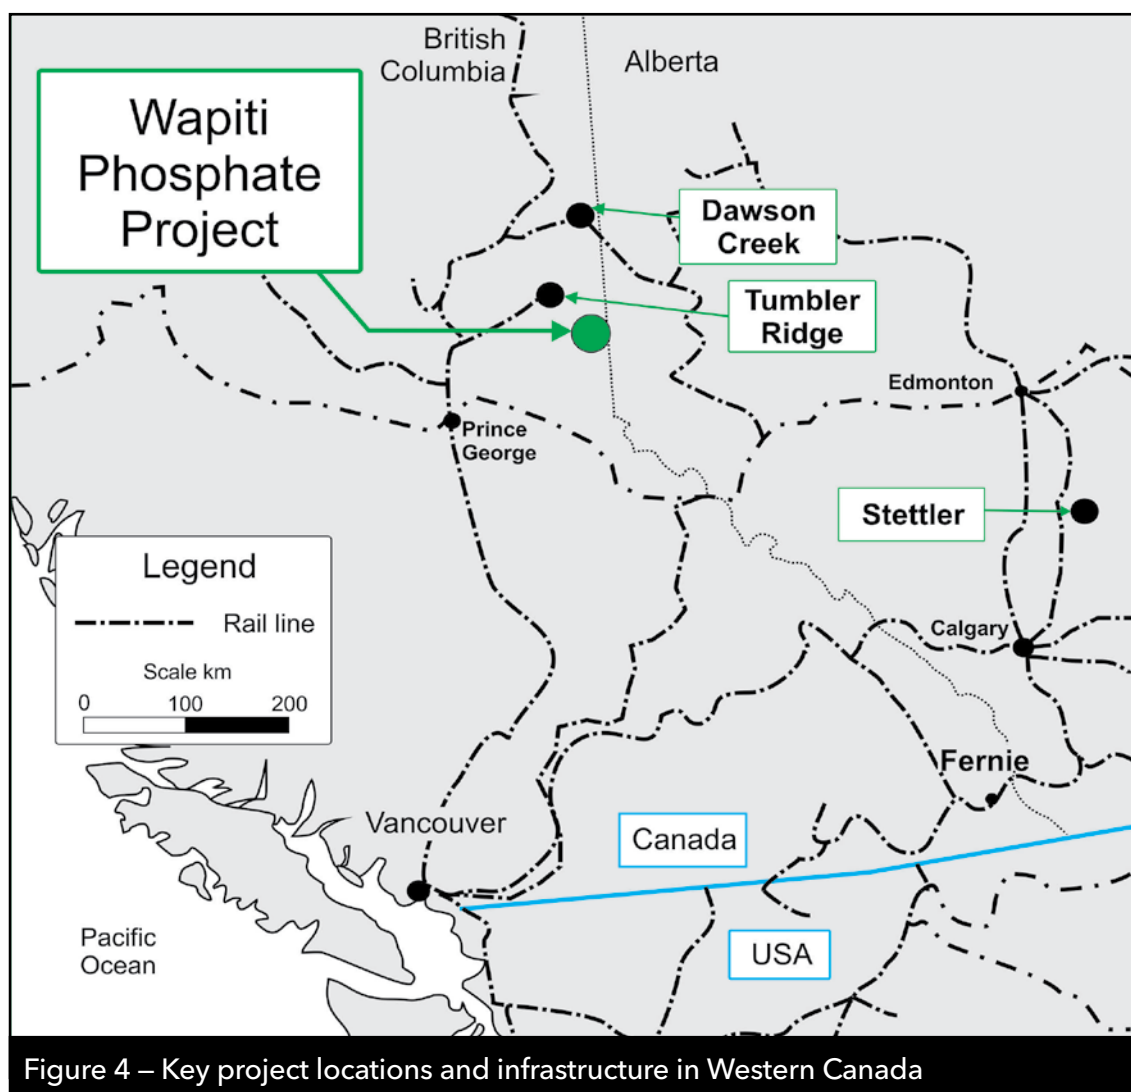 British
Columbia
Alberta
Wapiti
Phosphate
Project
Dawson
Creek
Tumbler
Ridge
Edmonton
Prince
George
Stettler
Legend
Rail line
Scale km
0 100 200
Calgary
Fernie
Vancouver
Canada
USA
Pacific
Ocean
Figure 4 – Key project locations and infrastructure in Western Canada